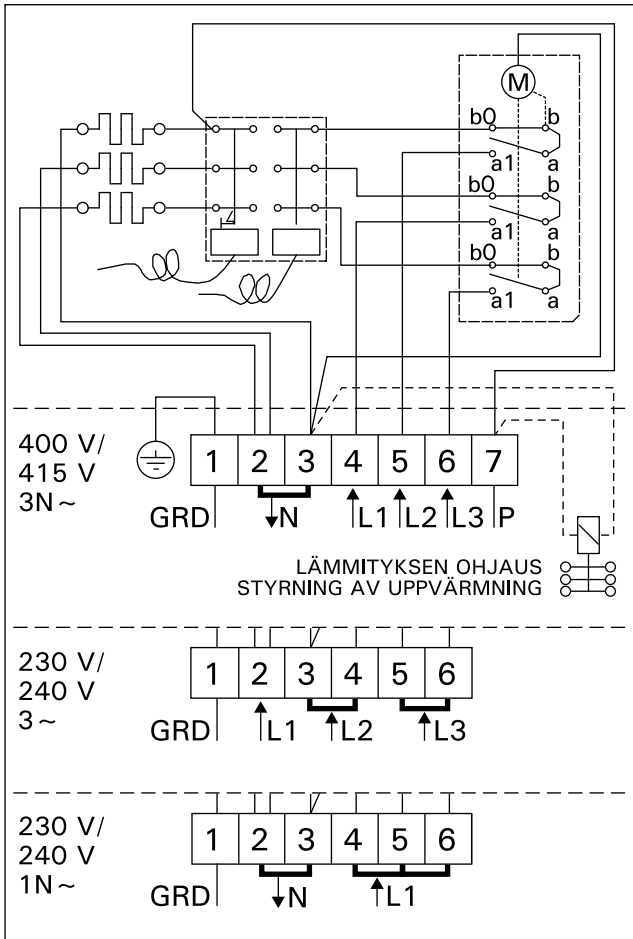 M
b0 b
a1 a
b0 b
a1 a
b0 b
a1 a
400 V/
415 V
3N~
1 2 3 4 5 6 7
GRD N L1 L2 L3 P
LÄMMITYKSEN OHJAUS
STYRNING AV UPPVÄRMNING
230 V/
240 V
3~
1 2 3 4 5 6
GRD L1 L2 L3
230 V/
240 V
1N~
1 2 3 4 5 6
GRD N L1